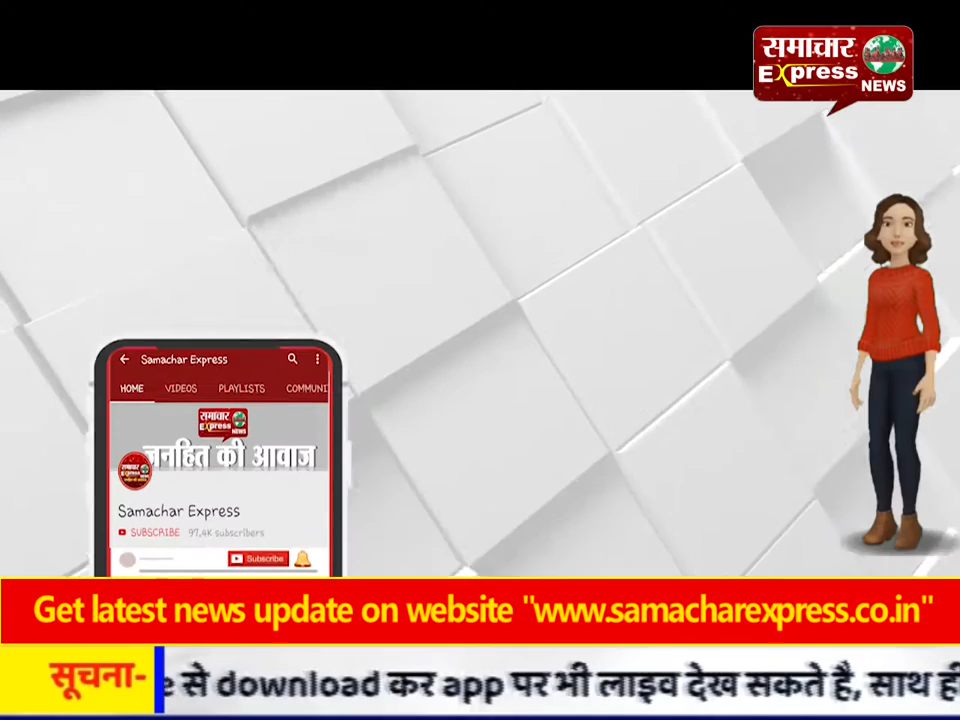 समाचार
Express
NEWS
Samachar Express
HOME VIDEOS PLAYLISTS COMMUNI
समाचार
Express
NEWS
जनहित की आवाज
Samachar Express
SUBSCRIBE 97,4K subscribers
Subscribe
Get latest news update on website "www.samacharexpress.co.in"
सूचना- e से download कर app पर भी लाइव देख सकते है, साथ ही